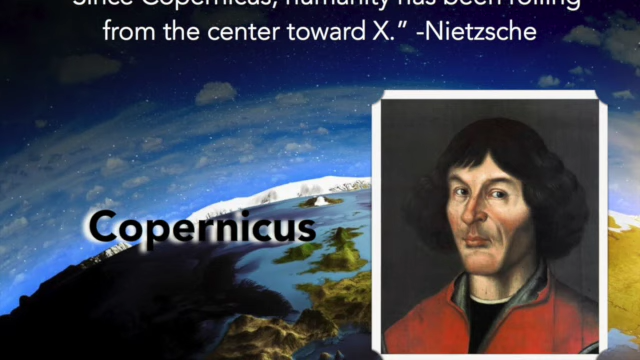 Since Copernicus, humanity has been rolling
from the center toward X.” -Nietzsche
Copernicus